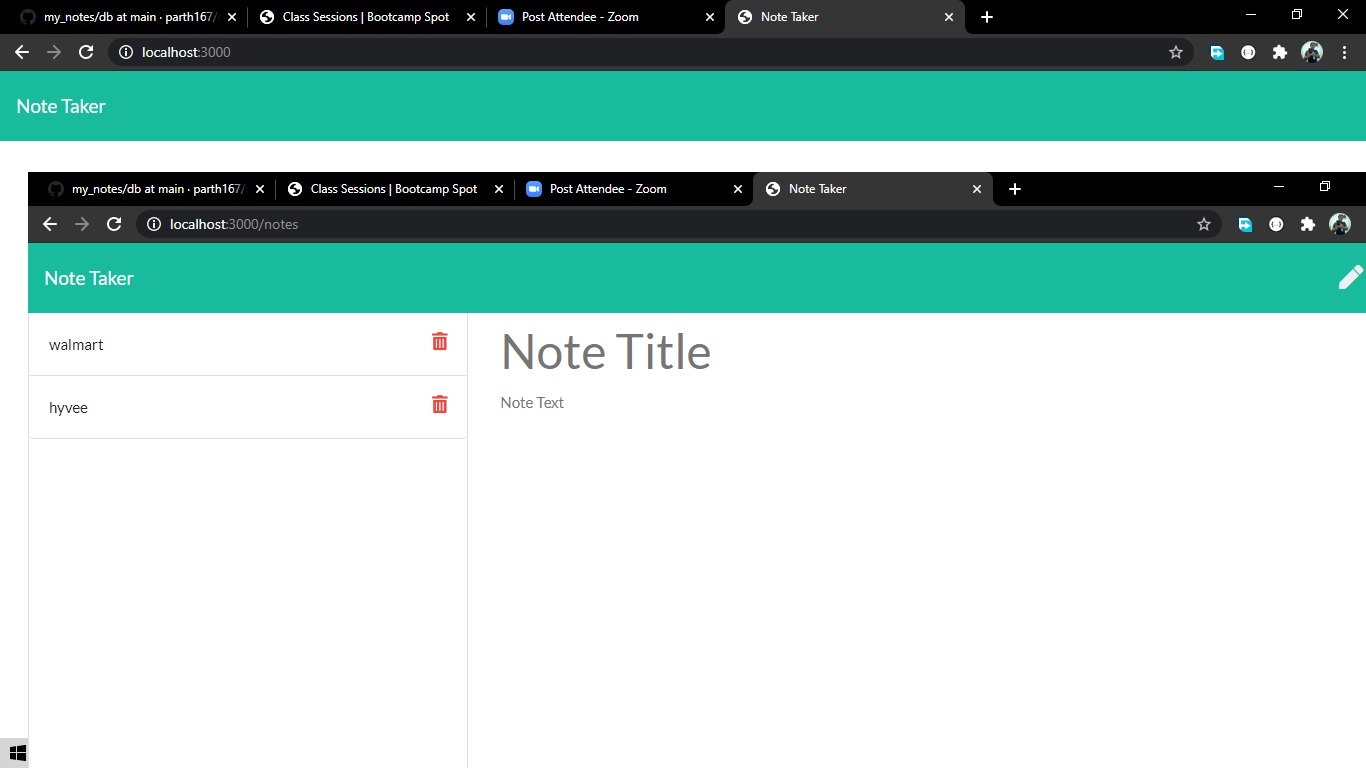 my_notes/db at main · parth167/ Class Sessions | Bootcamp Spot Post Attendee - Zoom Note Taker
localhost:3000
Note Taker
my_notes/db at main · parth167/ Class Sessions | Bootcamp Spot Post Attendee - Zoom Note Taker
localhost:3000/notes
Note Taker
walmart
Note Title
hyvee
Note Text